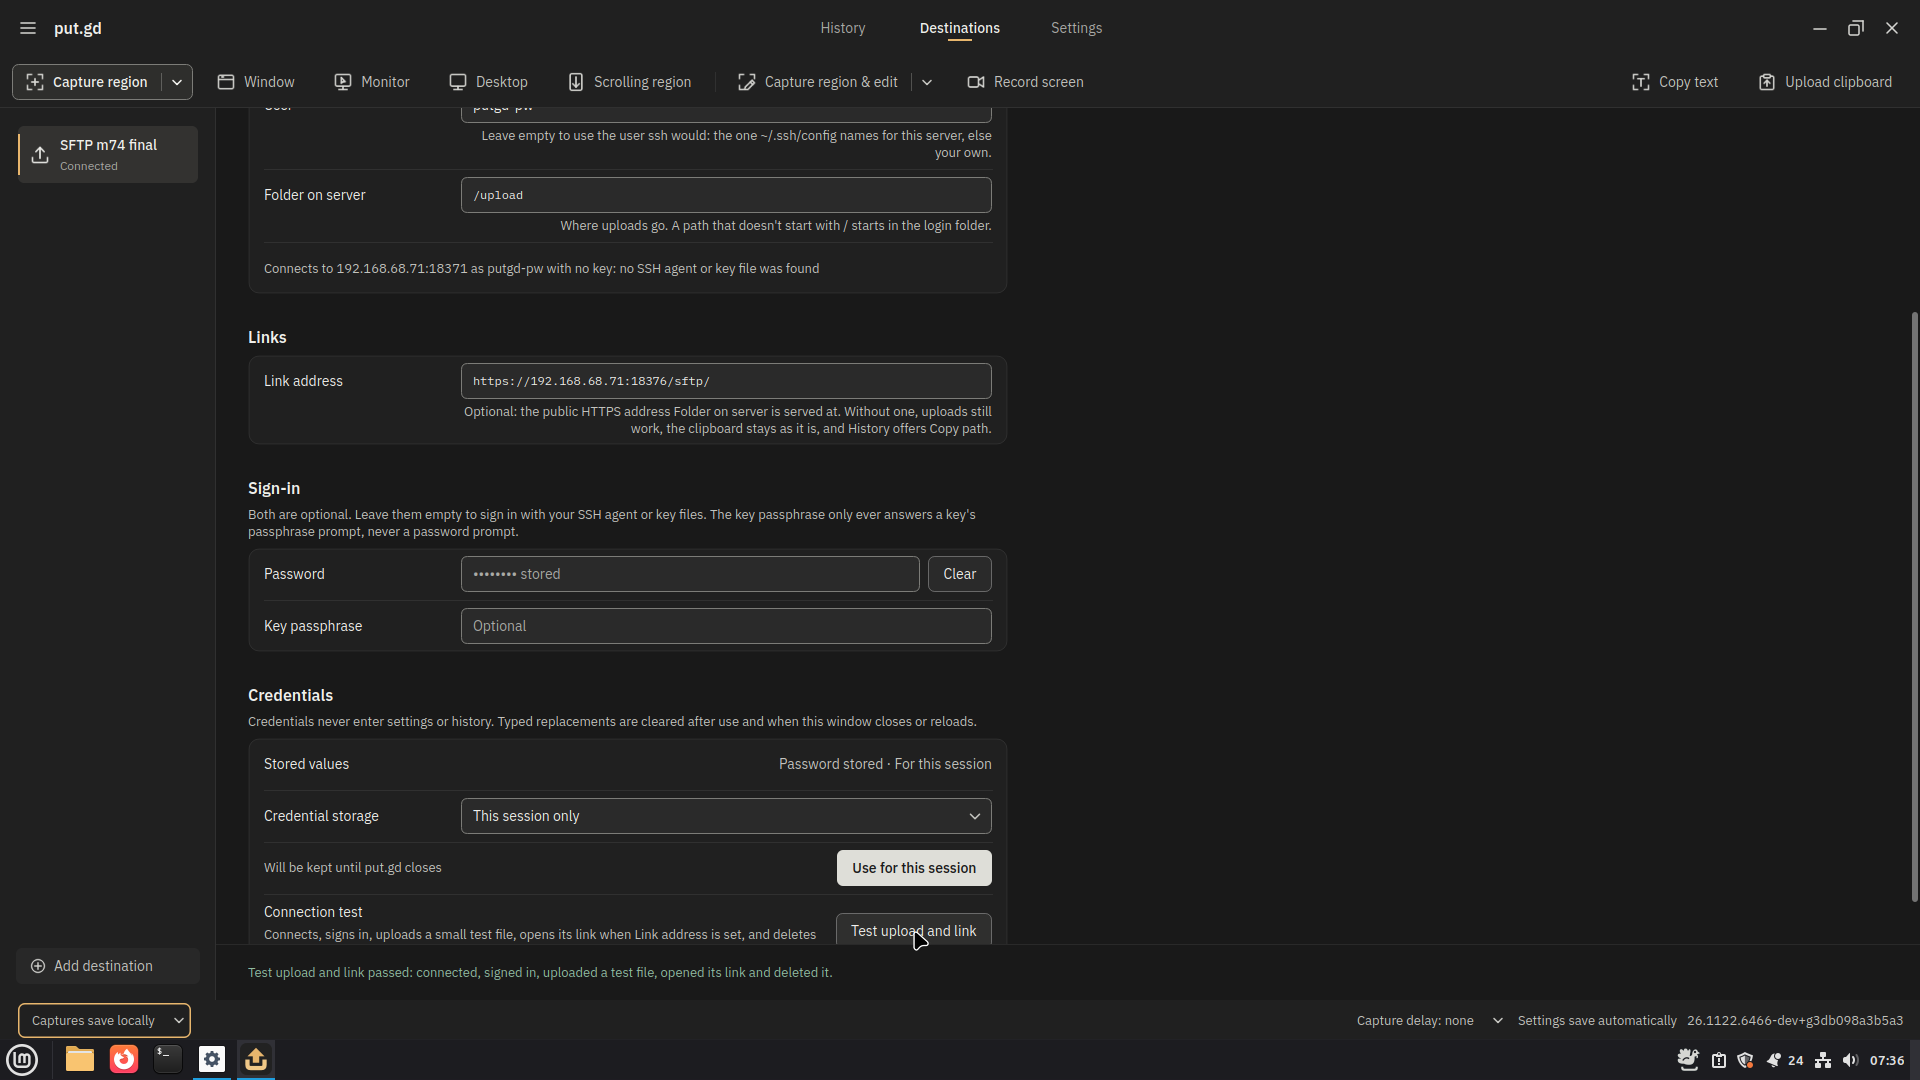 put.gd
History
Destinations
Settings
Capture region
Window
Monitor
Desktop
Scrolling region
Capture region & edit
Record screen
Copy text
Upload clipboard
SFTP m74 final
Connected
User
putgd-pw
Leave empty to use the user ssh would: the one ~/.ssh/config names for this server, else
your own.
Folder on server
/upload
Where uploads go. A path that doesn't start with / starts in the login folder.
Connects to 192.168.68.71:18371 as putgd-pw with no key: no SSH agent or key file was found
Links
Link address
https://192.168.68.71:18376/sftp/
Optional: the public HTTPS address Folder on server is served at. Without one, uploads still
work, the clipboard stays as it is, and History offers Copy path.
Sign-in
Both are optional. Leave them empty to sign in with your SSH agent or key files. The key passphrase only ever answers a key's
passphrase prompt, never a password prompt.
Password
•••••••• stored
Clear
Key passphrase
Optional
Credentials
Credentials never enter settings or history. Typed replacements are cleared after use and when this window closes or reloads.
Stored values
Password stored · For this session
Credential storage
This session only
Will be kept until put.gd closes
Use for this session
Connection test
Connects, signs in, uploads a small test file, opens its link when Link address is set, and deletes
Test upload and link
Add destination
Test upload and link passed: connected, signed in, uploaded a test file, opened its link and deleted it.
Captures save locally
Capture delay: none
Settings save automatically
26.1122.6466-dev+g3db098a3b5a3
24
07:36